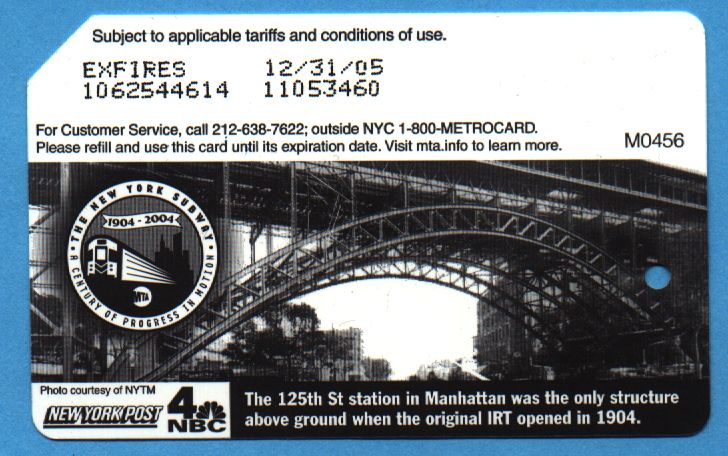 Subject to applicable tariffs and conditions of use.
EXPIRES 12/31/05
1062544614 11053460
For Customer Service, call 212-638-7622; outside NYC 1-800-METROCARD.
Please refill and use this card until its expiration date. Visit mta.info to learn more.
M0456
THE NEW YORK SUBWAY
1904 - 2004
MTA
A CENTURY OF PROGRESS IN MOTION
Photo courtesy of NYTM
NEW YORK POST
4
NBC
The 125th St station in Manhattan was the only structure
above ground when the original IRT opened in 1904.